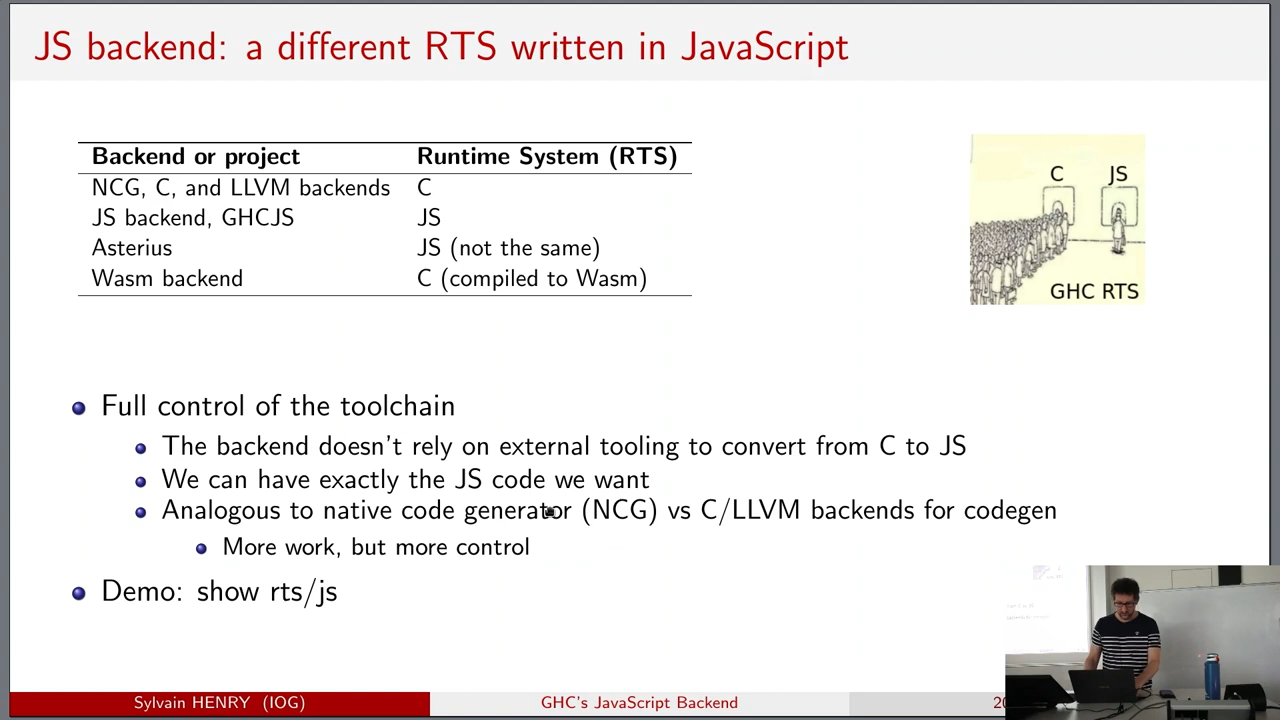 JS backend: a different RTS written in JavaScript
Backend or project Runtime System (RTS)
NCG, C, and LLVM backends C
JS backend, GHCJS JS
Asterius JS (not the same)
Wasm backend C (compiled to Wasm)
C JS
GHC RTS
Full control of the toolchain
The backend doesn't rely on external tooling to convert from C to JS
We can have exactly the JS code we want
Analogous to native code generator (NCG) vs C/LLVM backends for codegen
More work, but more control
Demo: show rts/js
Sylvain HENRY (IOG) GHC's JavaScript Backend